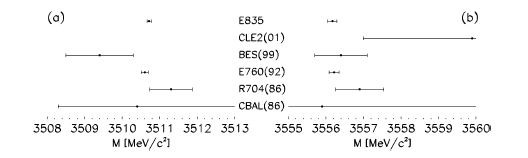 (a) E835 (b)
CLE2(01)
BES(99)
E760(92)
R704(86)
CBAL(86)
3508 3509 3510 3511 3512 3513 3555 3556 3557 3558 3559 3560
M [MeV/c²] M [MeV/c²]